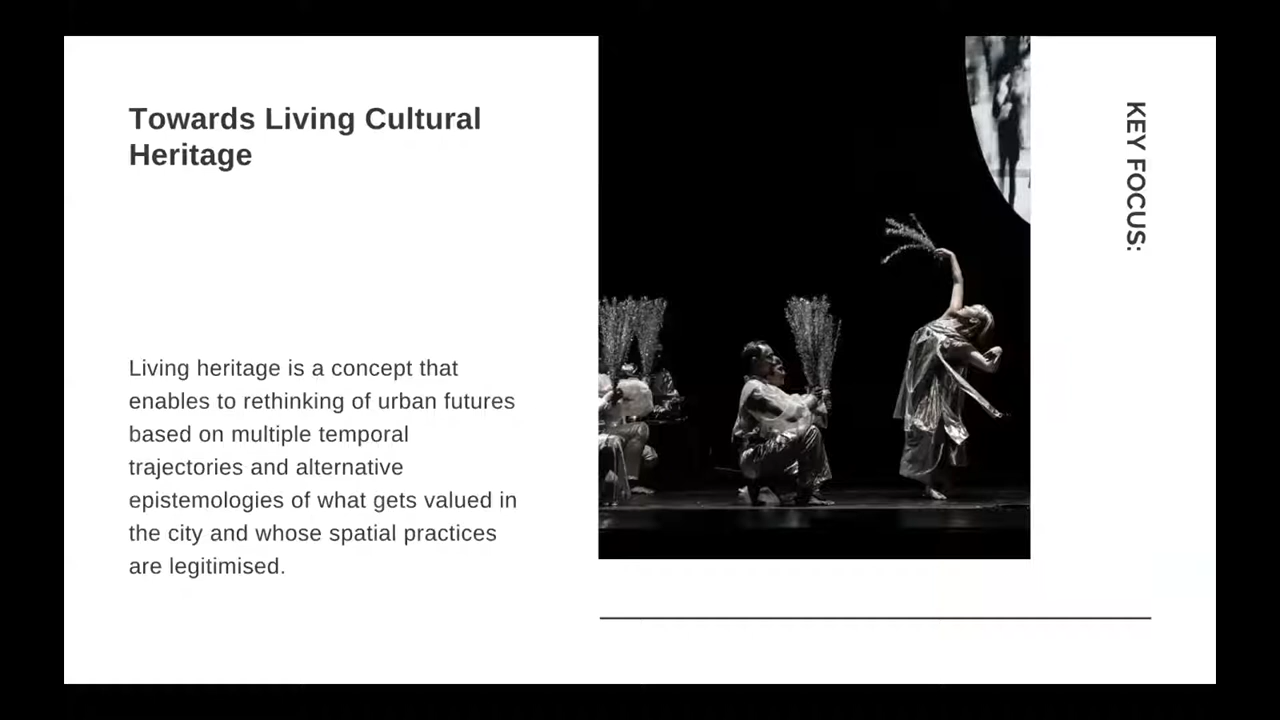 Towards Living Cultural
Heritage
Living heritage is a concept that
enables to rethinking of urban futures
based on multiple temporal
trajectories and alternative
epistemologies of what gets valued in
the city and whose spatial practices
are legitimised.
KEY FOCUS: